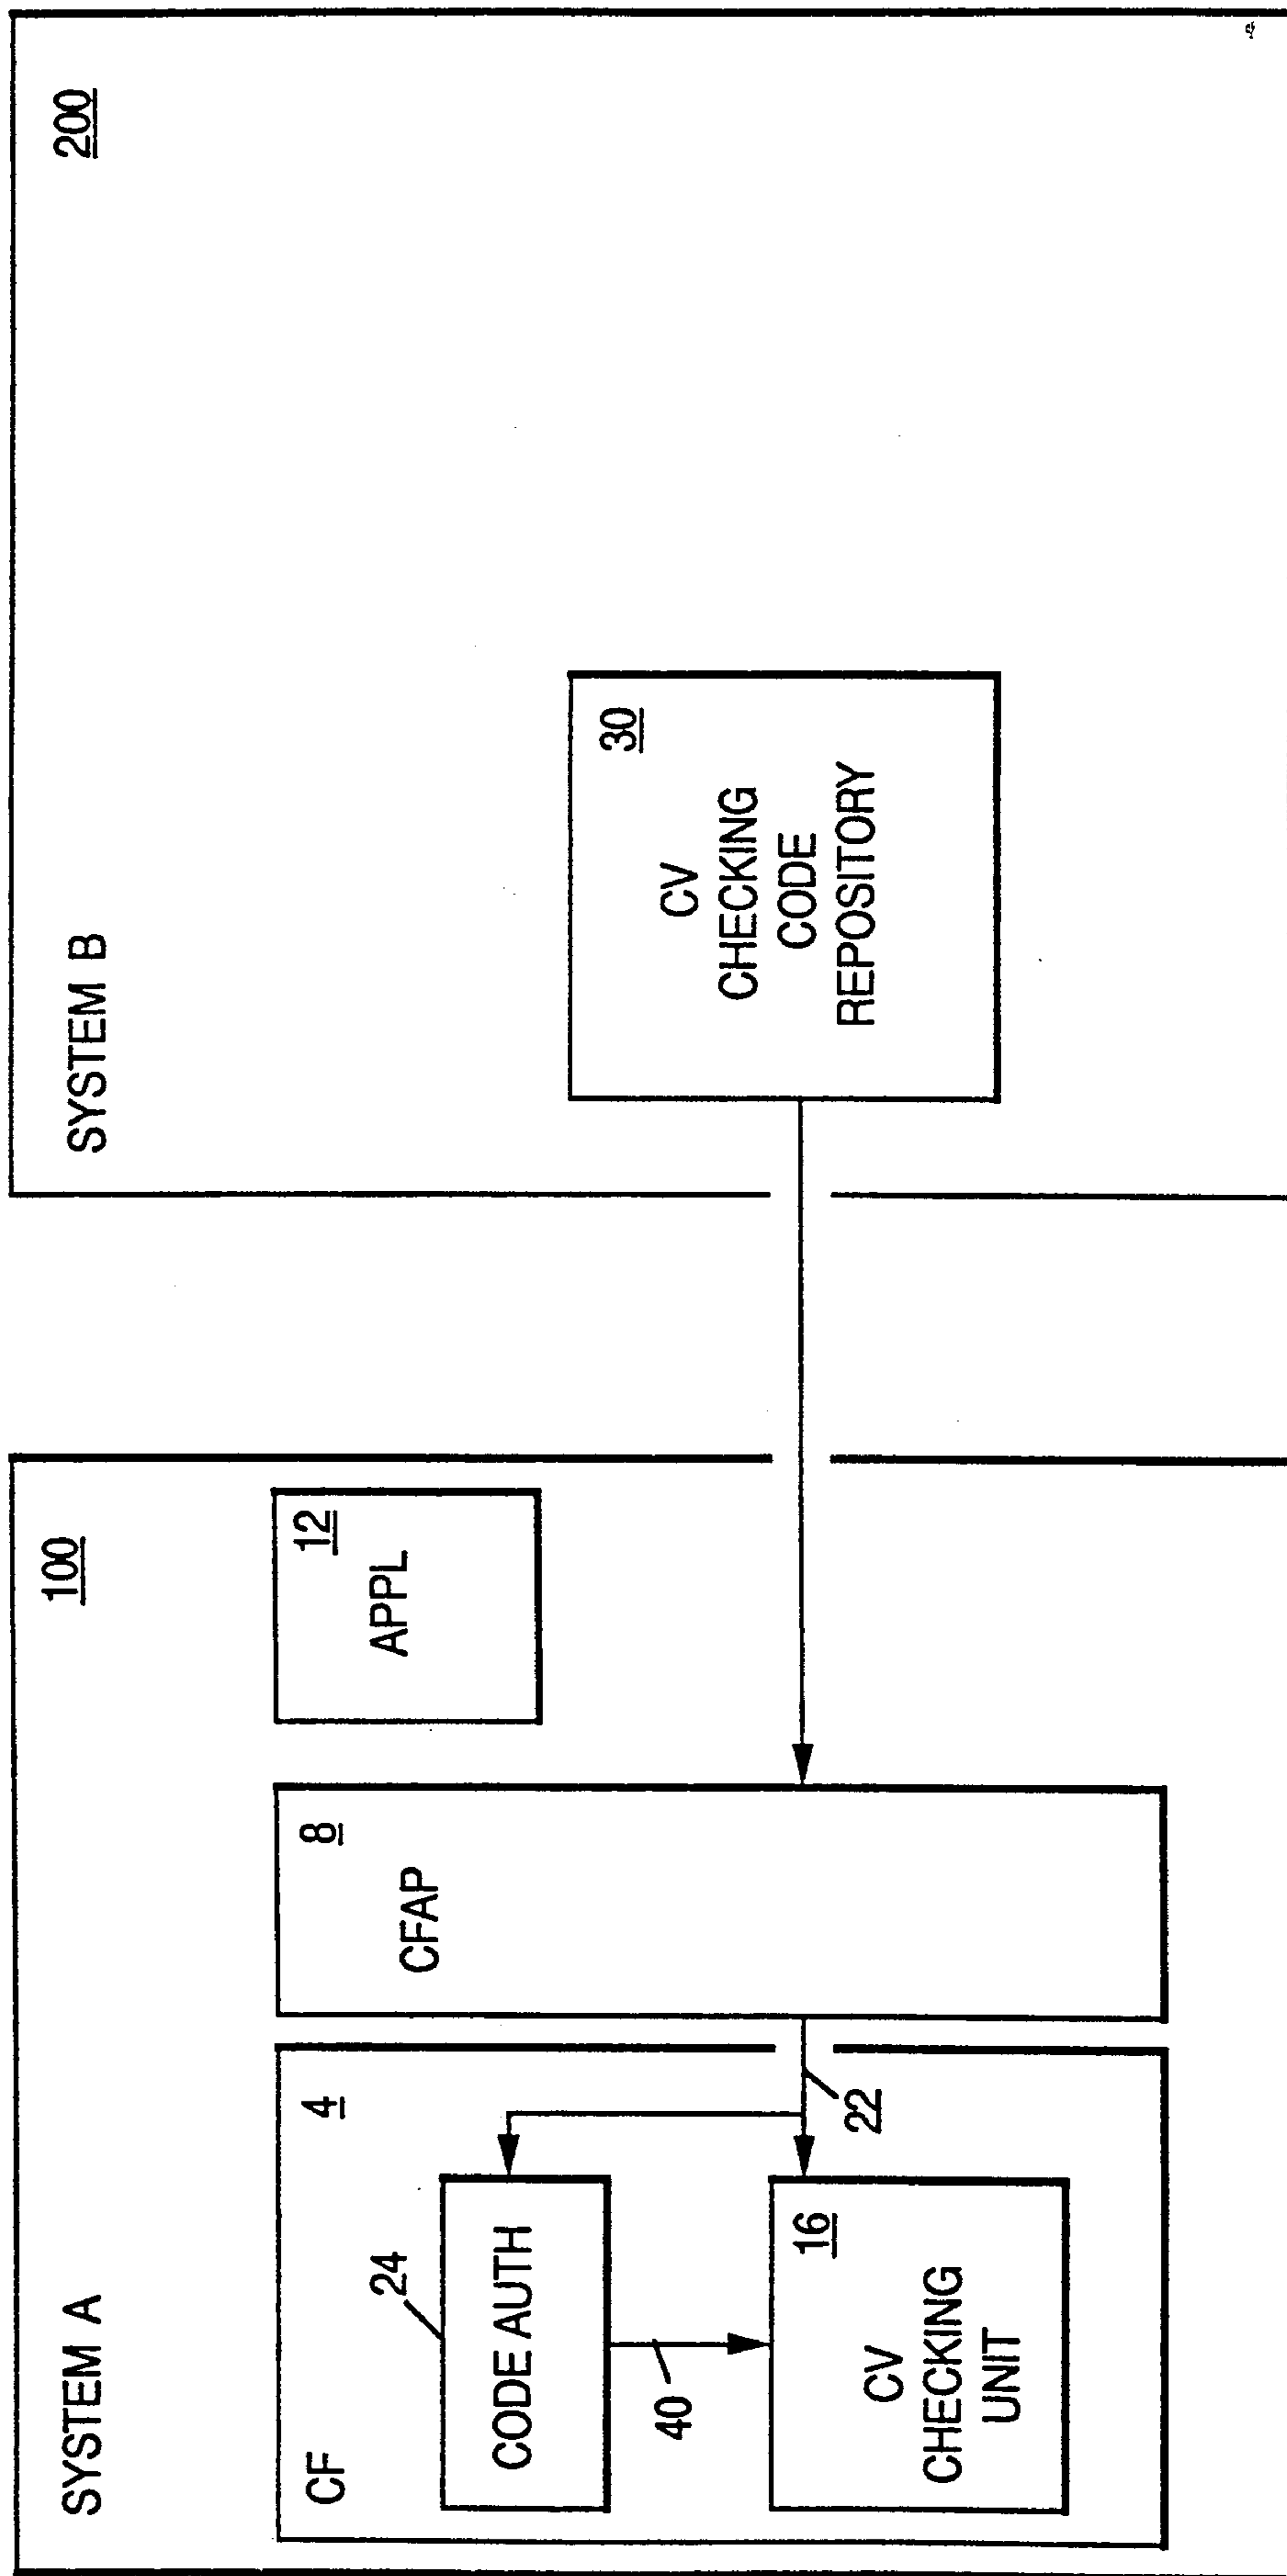 SYSTEM A
100
CF
4
24
CODE AUTH
40
16
CV
CHECKING
UNIT
22
8
CFAP
12
APPL
SYSTEM B
200
30
CV
CHECKING
CODE
REPOSITORY